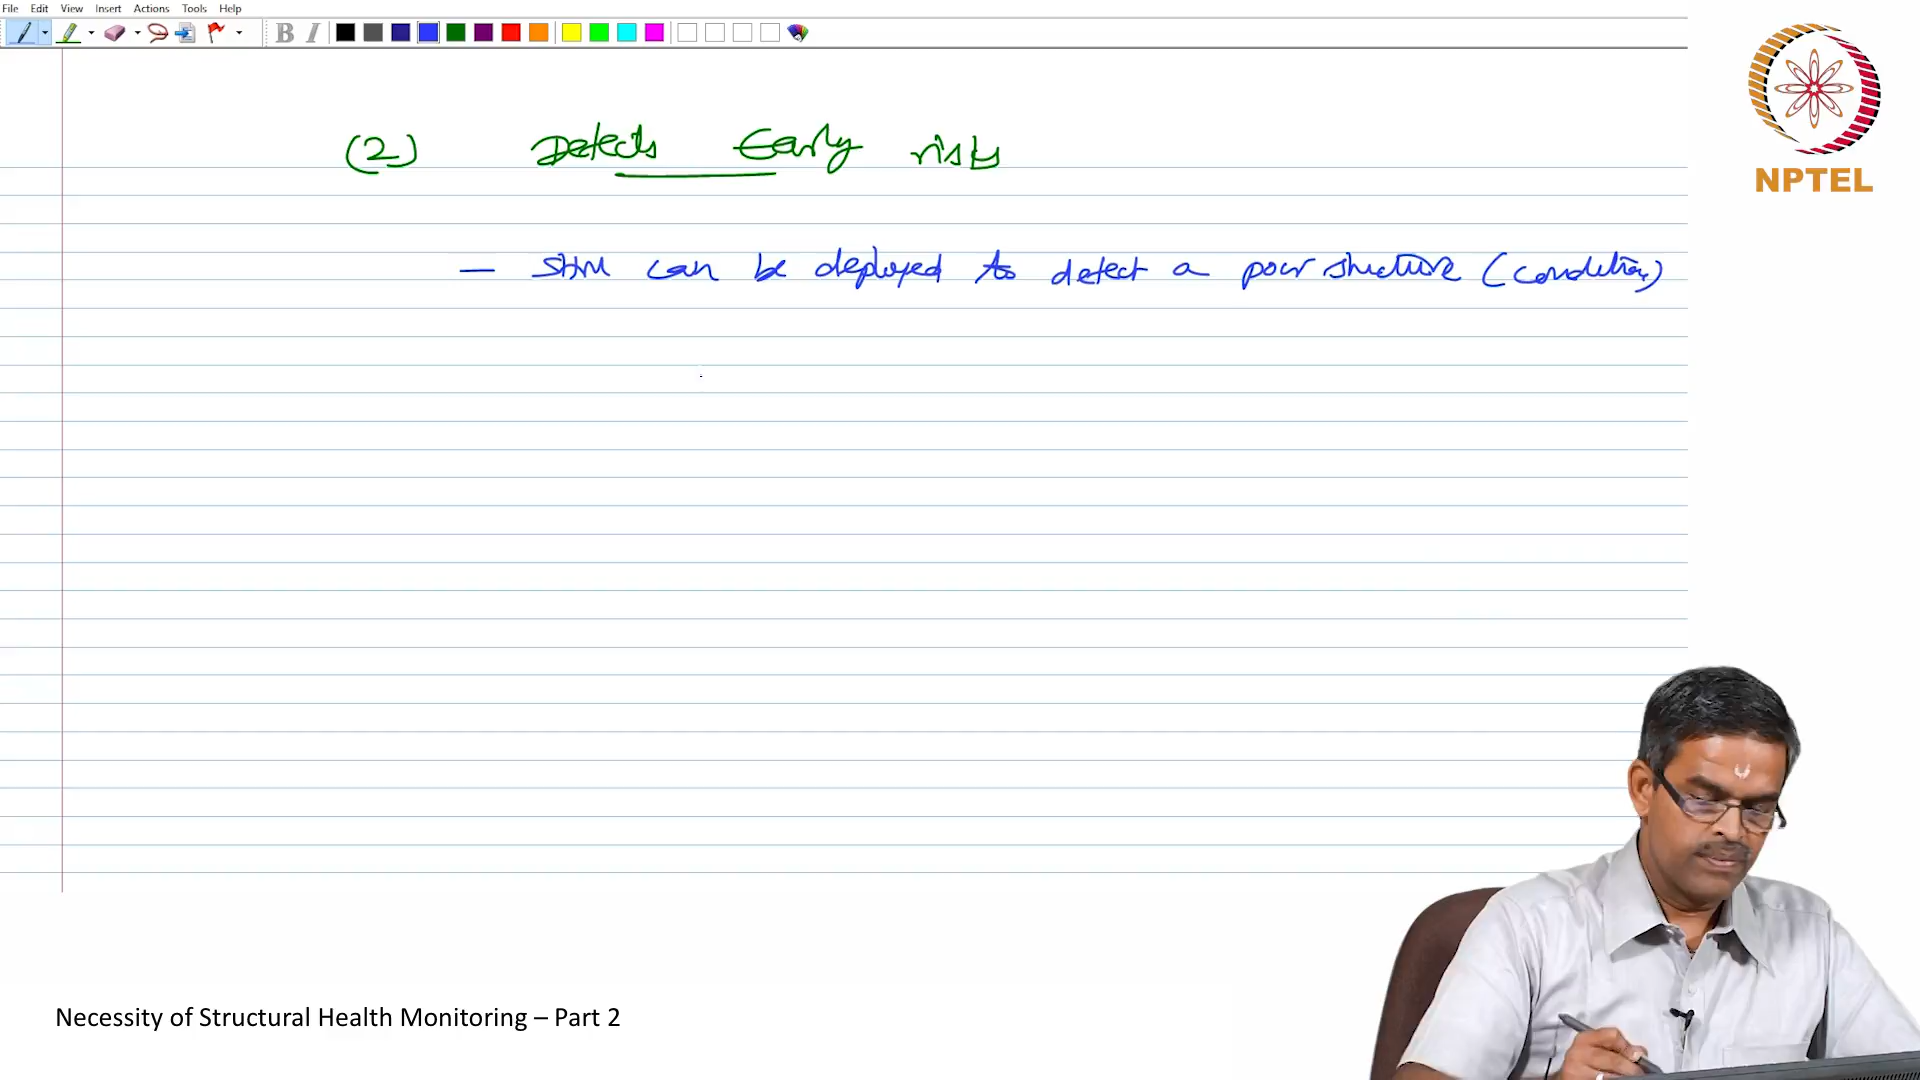 File Edit View Insert Actions Tools Help
B I
(2) Detects Early risks
— SHM can be deployed to detect a poor structure (condition)
NPTEL
Necessity of Structural Health Monitoring – Part 2